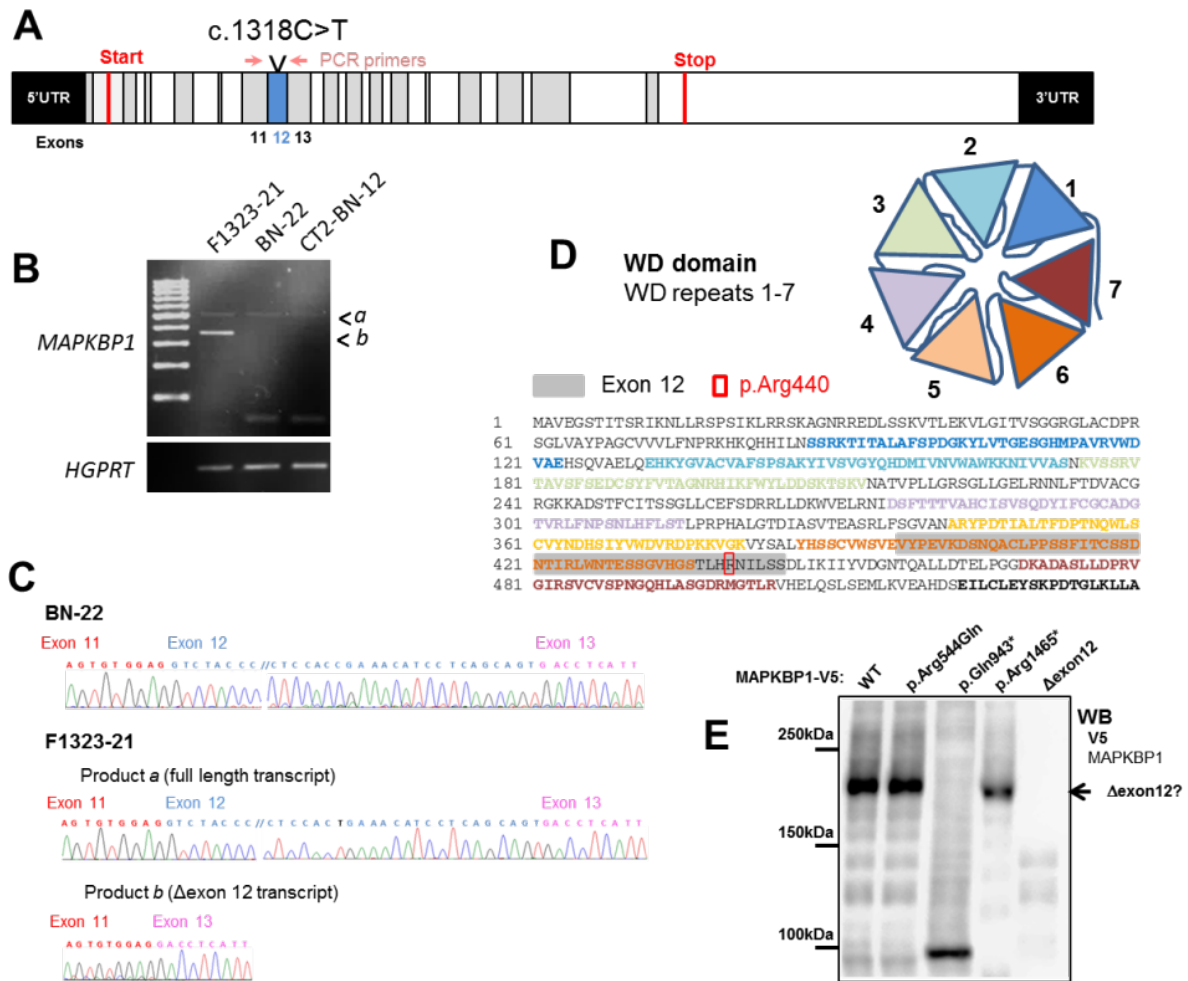 A
c.1318C>T
Start
PCR primers
Stop
5'UTR
3'UTR
Exons
11 12 13
B
F1323-21
BN-22
CT2-BN-12
MAPKBP1
< a
< b
HGPRT
C
BN-22
Exon 11 Exon 12 Exon 13
AGTGTGGAGGTCTACCC//CTCCACCGAAACATCCTCAGCAGTGACCTCATT
F1323-21
Product a (full length transcript)
Exon 11 Exon 12 Exon 13
AGTGTGGAGGTCTACCC//CTCCACTGAAACATCCTCAGCAGTGACCTCATT
Product b (Δexon 12 transcript)
Exon 11 Exon 13
AGTGTGGAGGACCTCATT
D
WD domain
WD repeats 1-7
1
2
3
4
5
6
7
Exon 12 p.Arg440
1 MAVEGSTITSRIKNLLRSPSIKLRRSKAGNRREDLSSKVTLEKVLGITVSGGRGLACDPR
61 SGLVAYPAGCVVVLFNPRKHKQHHILNSSRKTITALAFSPDGKYLVTGESGHMPAVRVWD
121 VAEHSQVAELQEHKYGVACVAFSPSAKYIVSVGYQHDMIVNVWAWKKNIVVASNKVSSRV
181 TAVSFSEDCSYFVTAGNRHIKFWYLDDSKTSKVNATVPLLGRSGLLGELRNNLFTDVACG
241 RGKKADSTFCITSSGLLCEFSDRRLLDKWVELRNIDSFTTTVAHCISVSQDYIFCGCADG
301 TVRLFNPSNLHFLSTLPRPHALGTDIASVTEASRLFSGVANARYPDTIALTFDPTNQWLS
361 CVYNDHSIYVWDVRDPKKVGKVYSALYHSSCVWSVEVYPEVKDSNQACLPPSSFITCSSD
421 NTIRLWNTESSGVHGSTLHRNILSSDLIKIIYVDGNTQALLDTELPGGDKADASLLDPRV
481 GIRSVCVSPNGQHLASGDRMGTLRVHELQSLSEMLKVEAHDSEILCLEYSKPDTGLKLLA
E
MAPKBP1-V5:
WT
p.Arg544Gln
p.Gln943*
p.Arg1465*
Δexon12
250kDa
150kDa
100kDa
WB
V5
MAPKBP1
Δexon12?